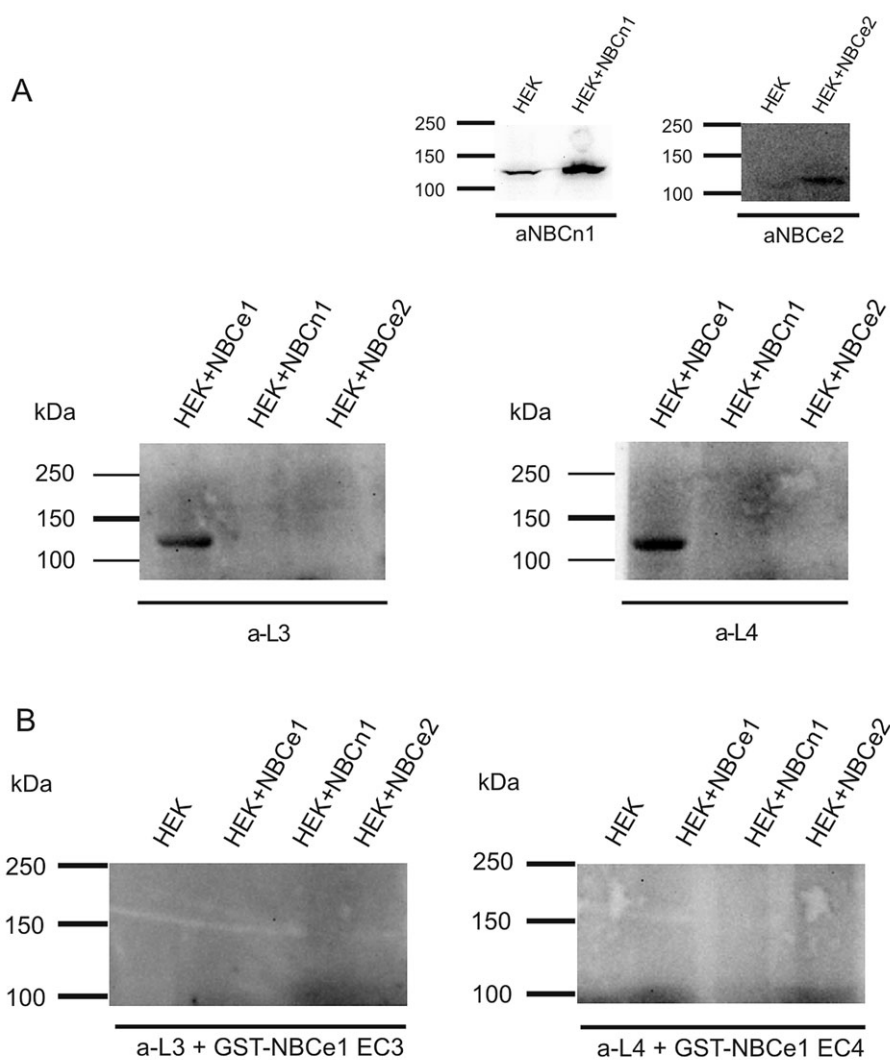 A
HEK
HEK+NBCn1
HEK
HEK+NBCe2
250
150
100
250
150
100
aNBCn1
aNBCe2
HEK+NBCe1
HEK+NBCn1
HEK+NBCe2
HEK+NBCe1
HEK+NBCn1
HEK+NBCe2
kDa
250
150
100
kDa
250
150
100
a-L3
a-L4
B
HEK
HEK+NBCe1
HEK+NBCn1
HEK+NBCe2
HEK
HEK+NBCe1
HEK+NBCn1
HEK+NBCe2
kDa
250
150
100
kDa
250
150
100
a-L3 + GST-NBCe1 EC3
a-L4 + GST-NBCe1 EC4